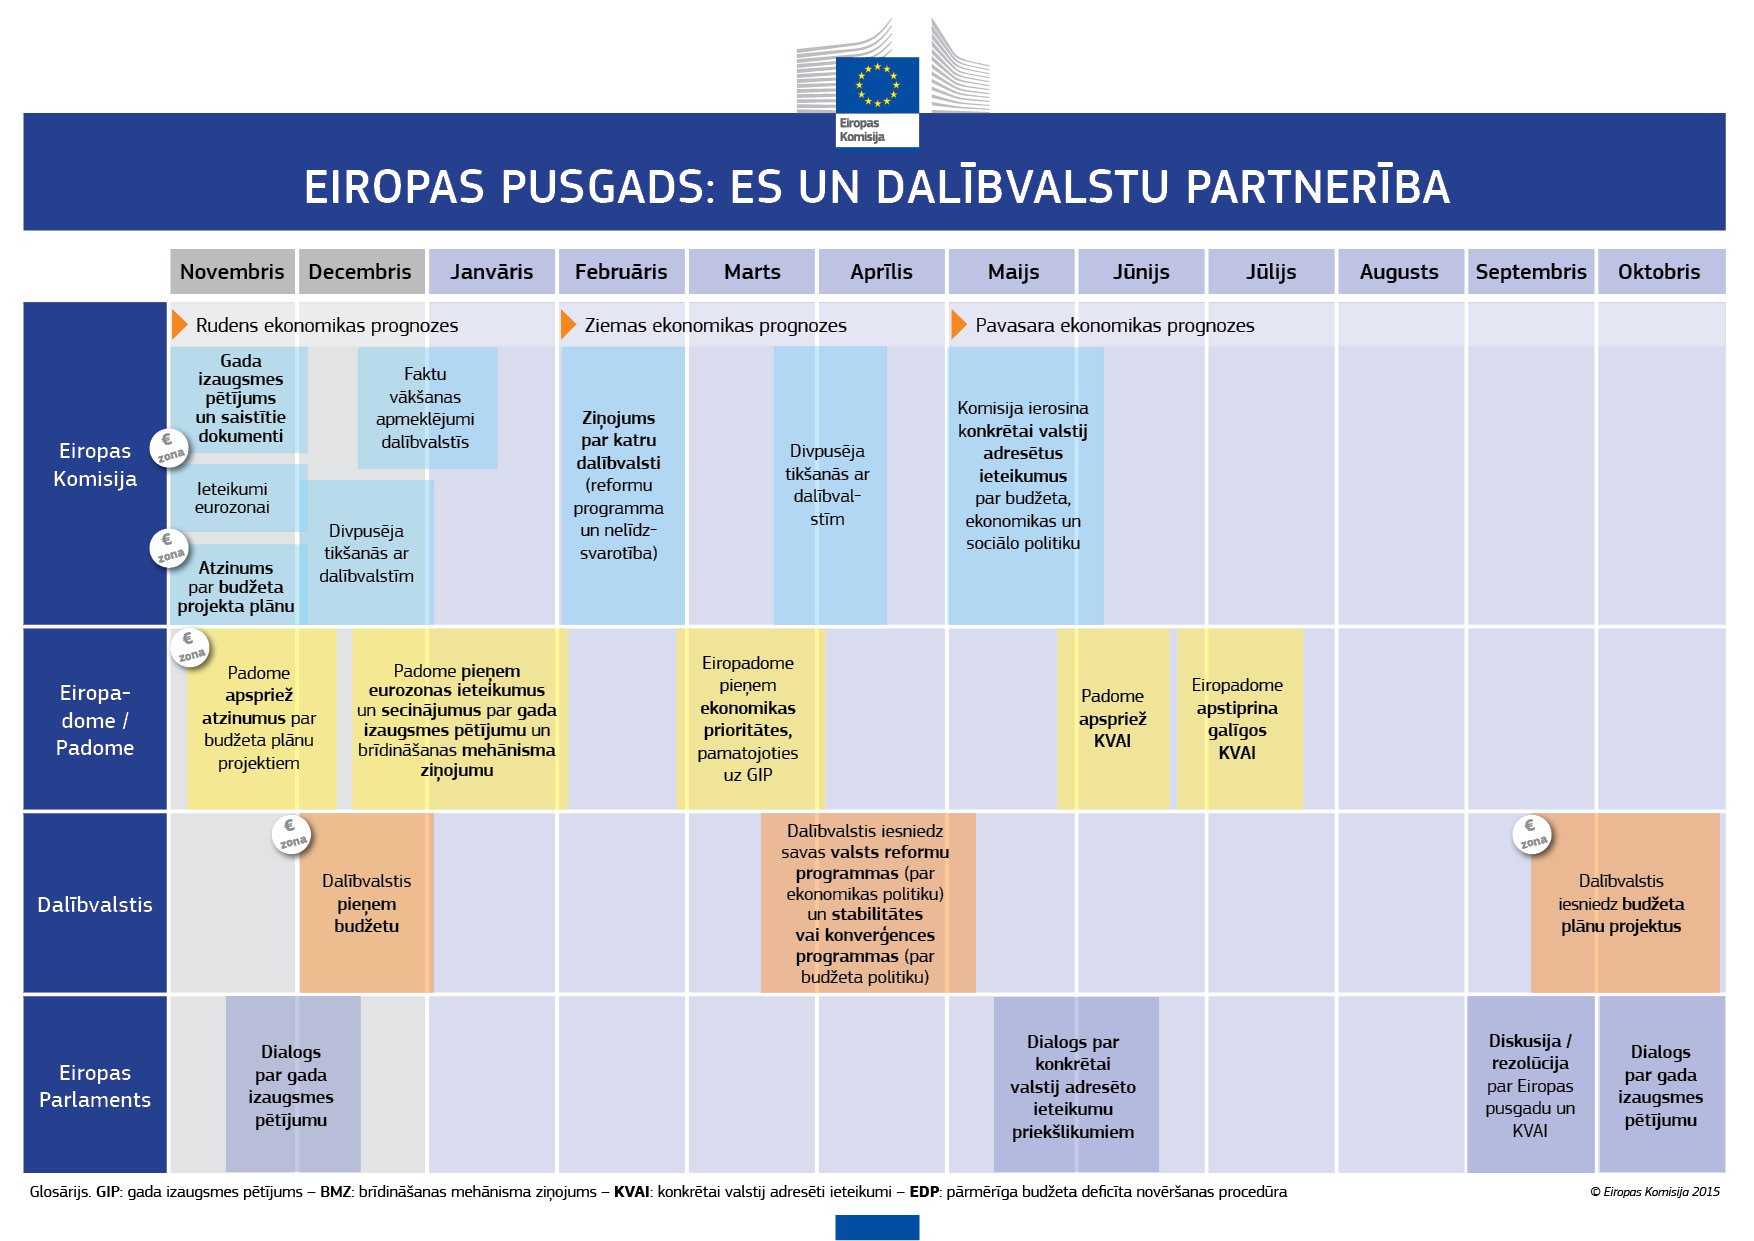 Eiropas
Komisija
EIROPAS PUSGADS: ES UN DALĪBVALSTU PARTNERĪBA
Novembris
Decembris
Janvāris
Februāris
Marts
Aprīlis
Maijs
Jūnijs
Jūlijs
Augusts
Septembris
Oktobris
Eiropas
Komisija
Rudens ekonomikas prognozes
Ziemas ekonomikas prognozes
Pavasara ekonomikas prognozes
Gada
izaugsmes
pētījums
un saistītie
dokumenti
€
zona
Ieteikumi
eurozonai
€
zona
Atzinums
par budžeta
projekta plānu
Faktu
vākšanas
apmeklējumi
dalībvalstīs
Divpusēja
tikšanās ar
dalībvalstīm
Ziņojums
par katru
dalībvalsti
(reformu
programma
un nelīdz-
svarotība)
Divpusēja
tikšanās ar
dalībval-
stīm
Komisija ierosina
konkrētai valstij
adresētus
ieteikumus
par budžeta,
ekonomikas un
sociālo politiku
Eiropa-
dome /
Padome
€
zona
Padome
apspriež
atzinumus par
budžeta plānu
projektiem
Padome pieņem
eurozonas ieteikumus
un secinājumus par gada
izaugsmes pētījumu un
brīdināšanas mehānisma
ziņojumu
Eiropadome
pieņem
ekonomikas
prioritātes,
pamatojoties
uz GIP
Padome
apspriež
KVAI
Eiropadome
apstiprina
galīgos
KVAI
Dalībvalstis
€
zona
Dalībvalstis
pieņem
budžetu
Dalībvalstis iesniedz
savas valsts reformu
programmas (par
ekonomikas politiku)
un stabilitātes
vai konverģences
programmas (par
budžeta politiku)
€
zona
Dalībvalstis
iesniedz budžeta
plānu projektus
Eiropas
Parlaments
Dialogs
par gada
izaugsmes
pētījumu
Dialogs par
konkrētai
valstij adresēto
ieteikumu
priekšlikumiem
Diskusija /
rezolūcija
par Eiropas
pusgadu un
KVAI
Dialogs
par gada
izaugsmes
pētījumu
Glosārijs. GIP: gada izaugsmes pētījums – BMZ: brīdināšanas mehānisma ziņojums – KVAI: konkrētai valstij adresēti ieteikumi – EDP: pārmērīga budžeta deficīta novēršanas procedūra
© Eiropas Komisija 2015